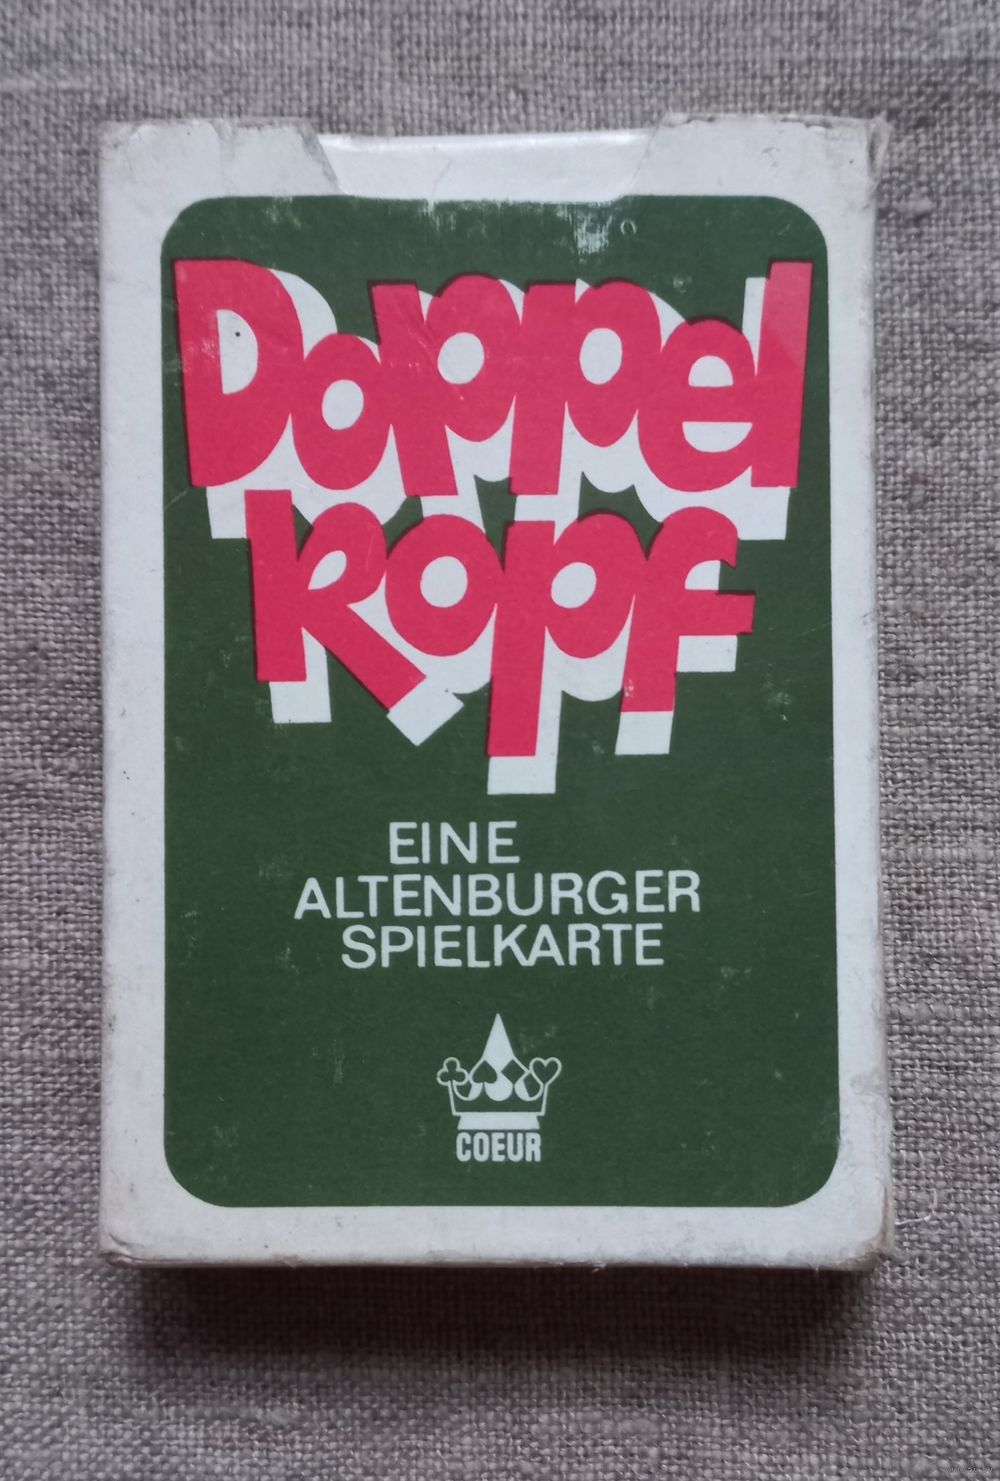 Doppel
Kopf
EINE
ALTENBURGER
SPIELKARTE
COEUR